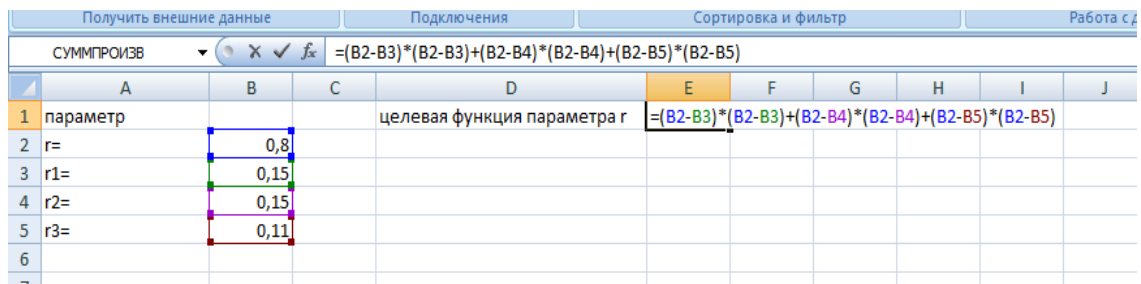 Получить внешние данные Подключения Сортировка и фильтр Работа с д
СУММПРОИЗВ fx =(B2-B3)*(B2-B3)+(B2-B4)*(B2-B4)+(B2-B5)*(B2-B5)
A B C D E F G H I J
1 параметр целевая функция параметра r =(B2-B3)*(B2-B3)+(B2-B4)*(B2-B4)+(B2-B5)*(B2-B5)
2 r= 0,8
3 r1= 0,15
4 r2= 0,15
5 r3= 0,11
6